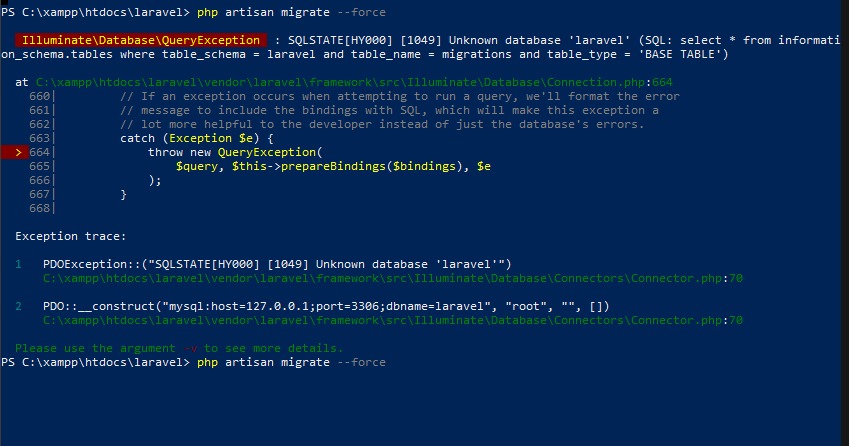 PS C:\xampp\htdocs\laravel> php artisan migrate --force
Illuminate\Database\QueryException : SQLSTATE[HY000] [1049] Unknown database 'laravel' (SQL: select * from informati
on_schema.tables where table_schema = laravel and table_name = migrations and table_type = 'BASE TABLE')
at C:\xampp\htdocs\laravel\vendor\laravel\framework\src\Illuminate\Database\Connection.php:664
660| // If an exception occurs when attempting to run a query, we'll format the error
661| // message to include the bindings with SQL, which will make this exception a
662| // lot more helpful to the developer instead of just the database's errors.
663| catch (Exception $e) {
> 664| throw new QueryException(
665| $query, $this->prepareBindings($bindings), $e
666| );
667| }
668|
Exception trace:
1 PDOException::("SQLSTATE[HY000] [1049] Unknown database 'laravel'")
C:\xampp\htdocs\laravel\vendor\laravel\framework\src\Illuminate\Database\Connectors\Connector.php:70
2 PDO::__construct("mysql:host=127.0.0.1;port=3306;dbname=laravel", "root", "", [])
C:\xampp\htdocs\laravel\vendor\laravel\framework\src\Illuminate\Database\Connectors\Connector.php:70
Please use the argument -v to see more details.
PS C:\xampp\htdocs\laravel> php artisan migrate --force